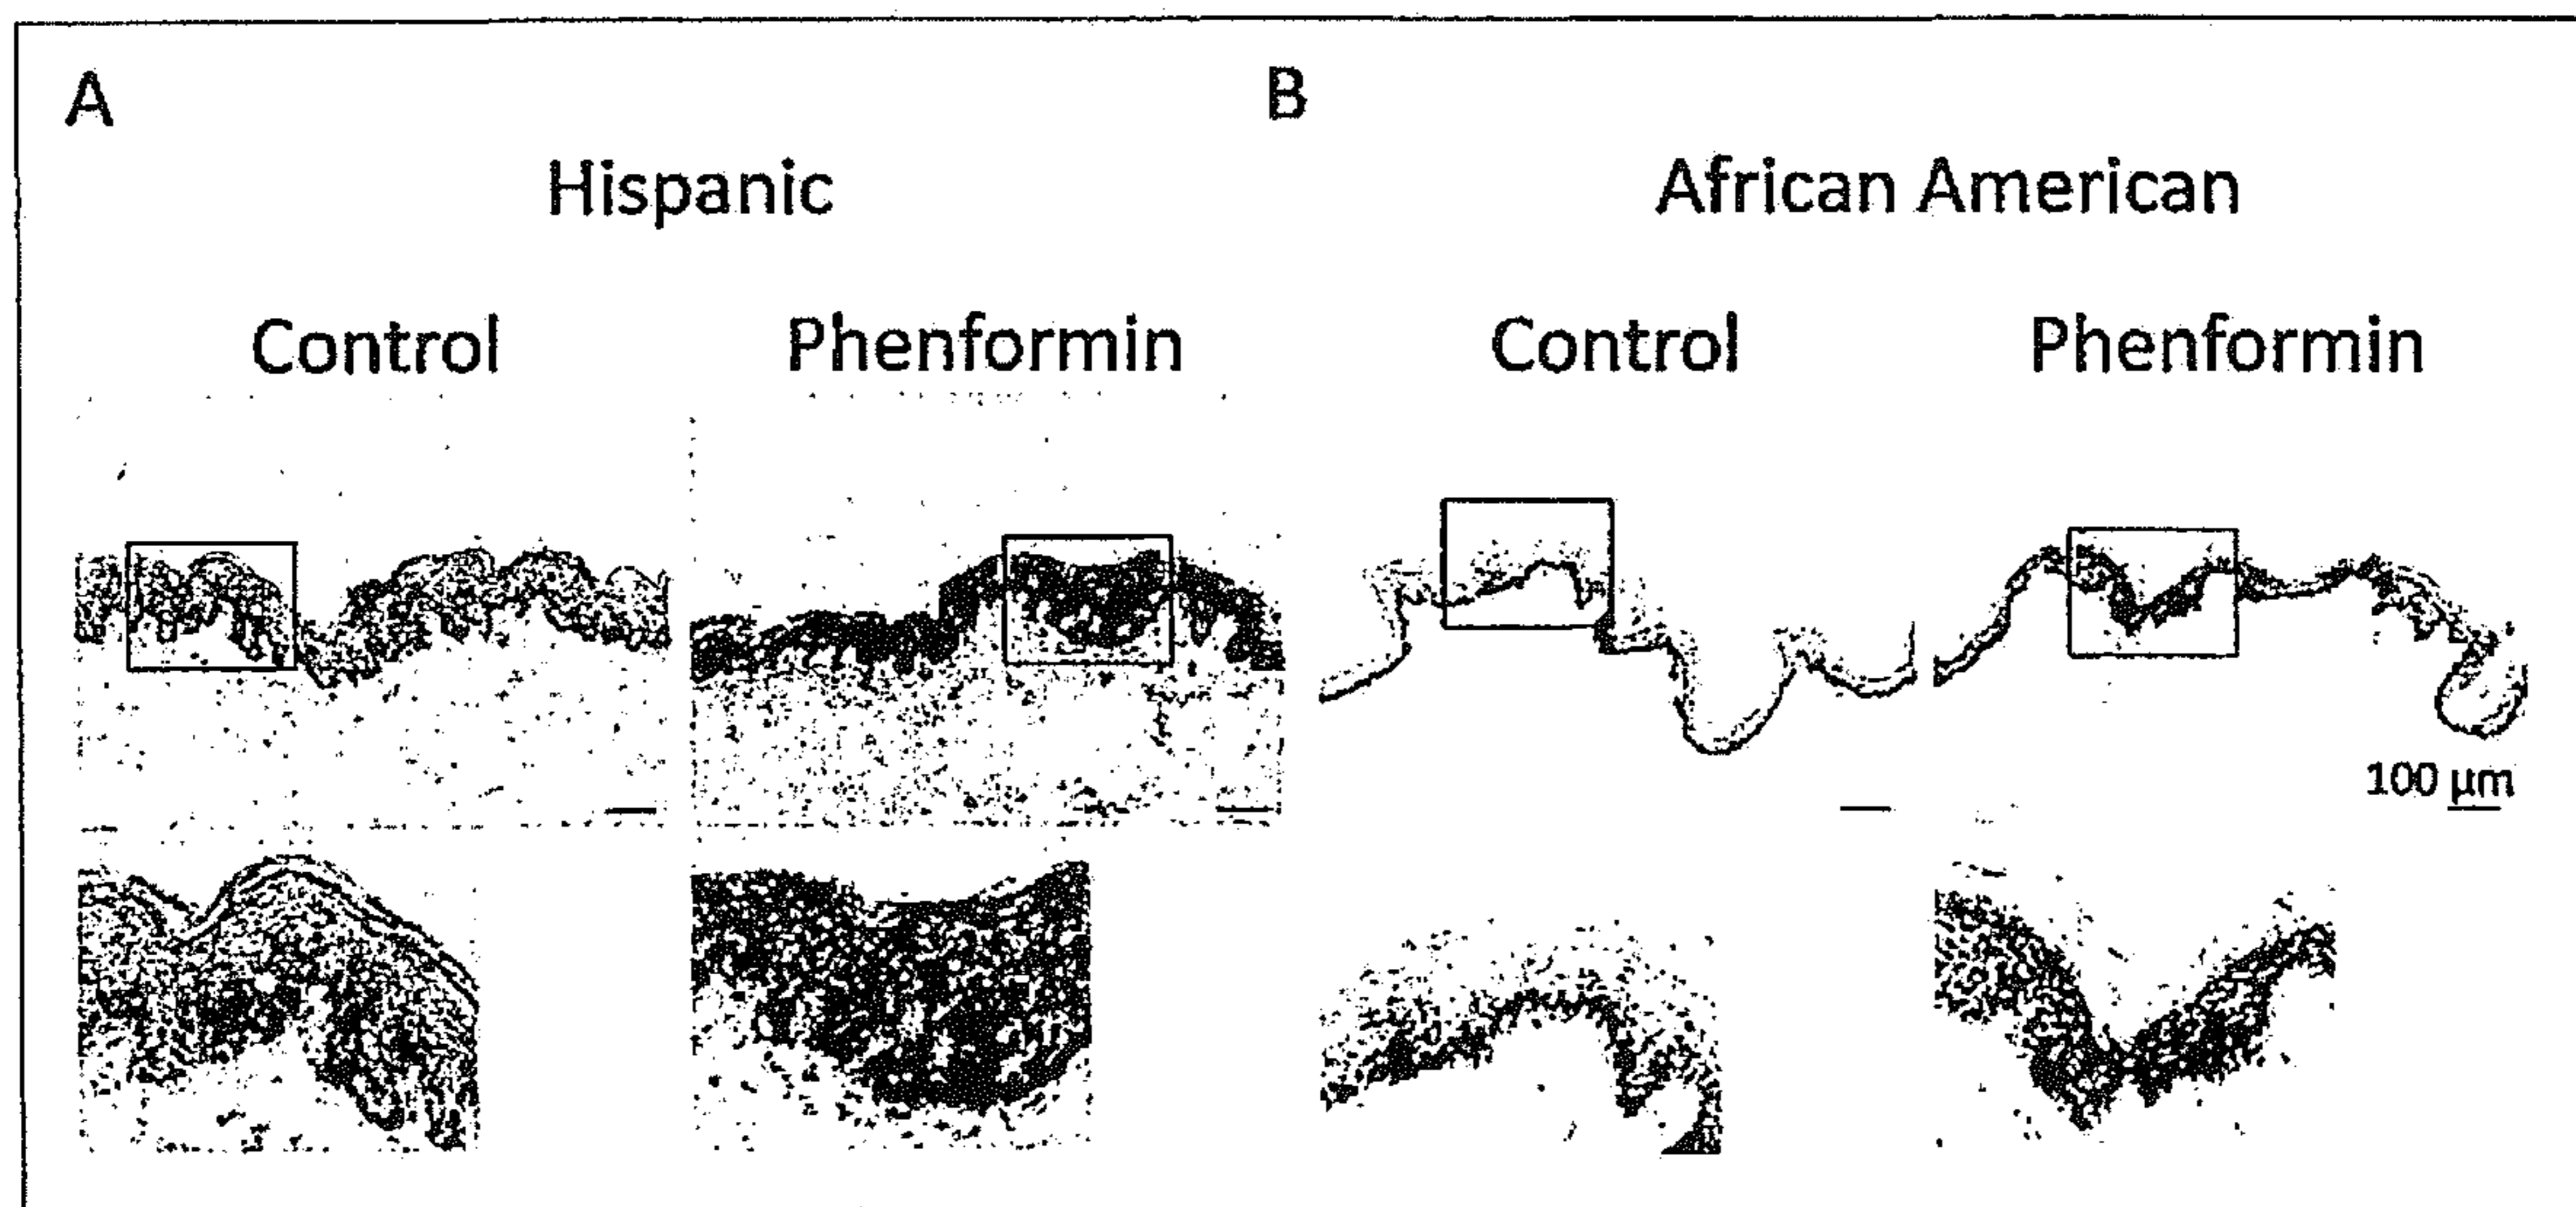 A
B
Hispanic
African American
Control
Phenformin
Control
Phenformin
100 µm